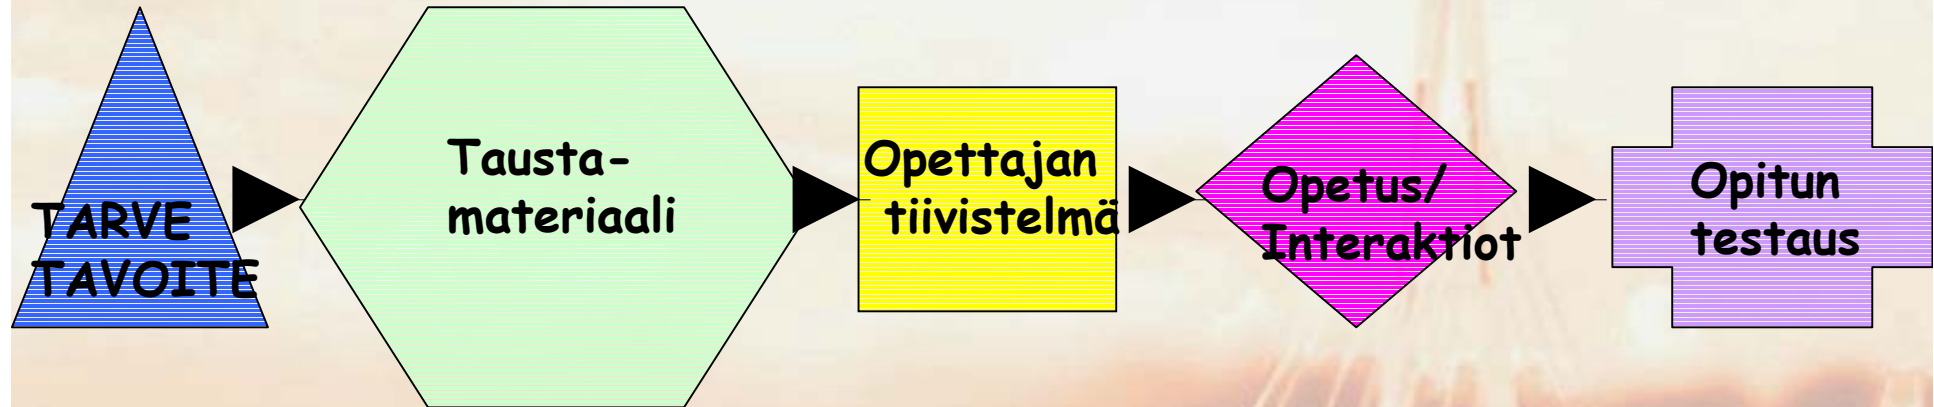 TARVE
TAVOITE
Tausta-
materiaali
Opettajan
tiivistelmä
Opetus/
Interaktiot
Opitun
testaus